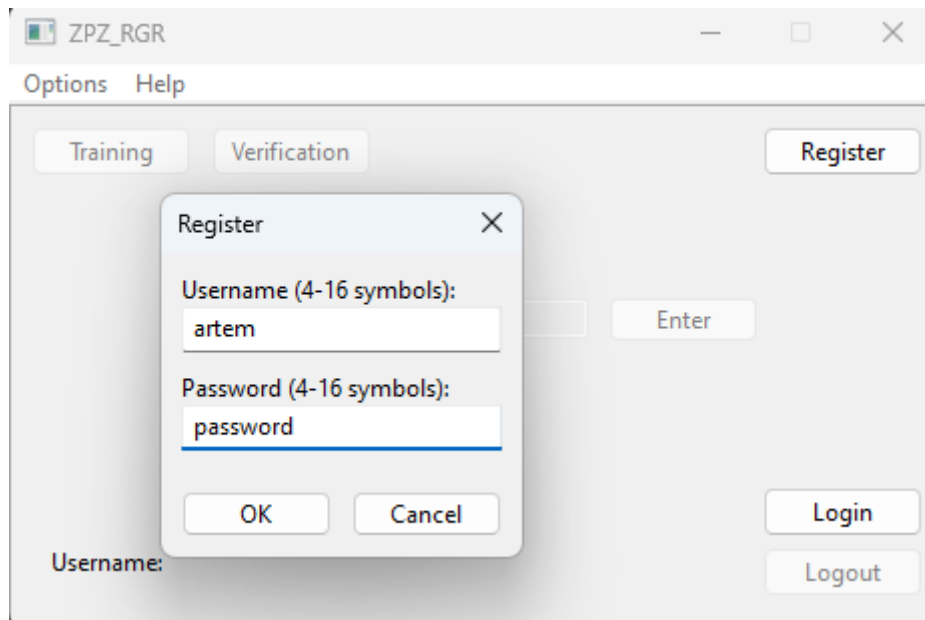 ZPZ_RGR
Options Help
Training Verification Register
Register
Username (4-16 symbols):
artem
Enter
Password (4-16 symbols):
password
OK Cancel
Login
Username:
Logout